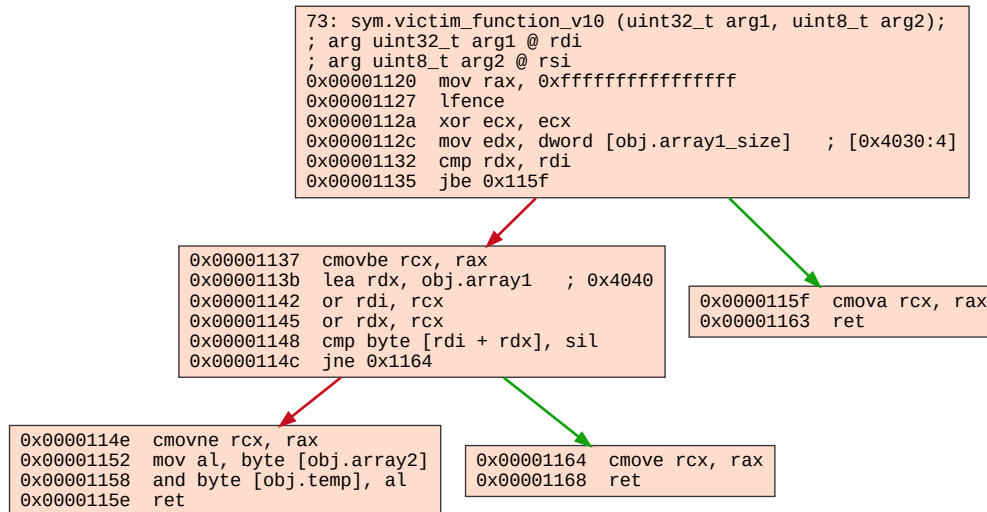 73: sym.victim_function_v10 (uint32_t arg1, uint8_t arg2);
; arg uint32_t arg1 @ rdi
; arg uint8_t arg2 @ rsi
0x00001120  mov rax, 0xffffffffffffffff
0x00001127  lfence
0x0000112a  xor ecx, ecx
0x0000112c  mov edx, dword [obj.array1_size]   ; [0x4030:4]
0x00001132  cmp rdx, rdi
0x00001135  jbe 0x115f
0x00001137  cmovbe rcx, rax
0x0000113b  lea rdx, obj.array1   ; 0x4040
0x00001142  or rdi, rcx
0x00001145  or rdx, rcx
0x00001148  cmp byte [rdi + rdx], sil
0x0000114c  jne 0x1164
0x0000115f  cmova rcx, rax
0x00001163  ret
0x0000114e  cmovne rcx, rax
0x00001152  mov al, byte [obj.array2]
0x00001158  and byte [obj.temp], al
0x0000115e  ret
0x00001164  cmove rcx, rax
0x00001168  ret